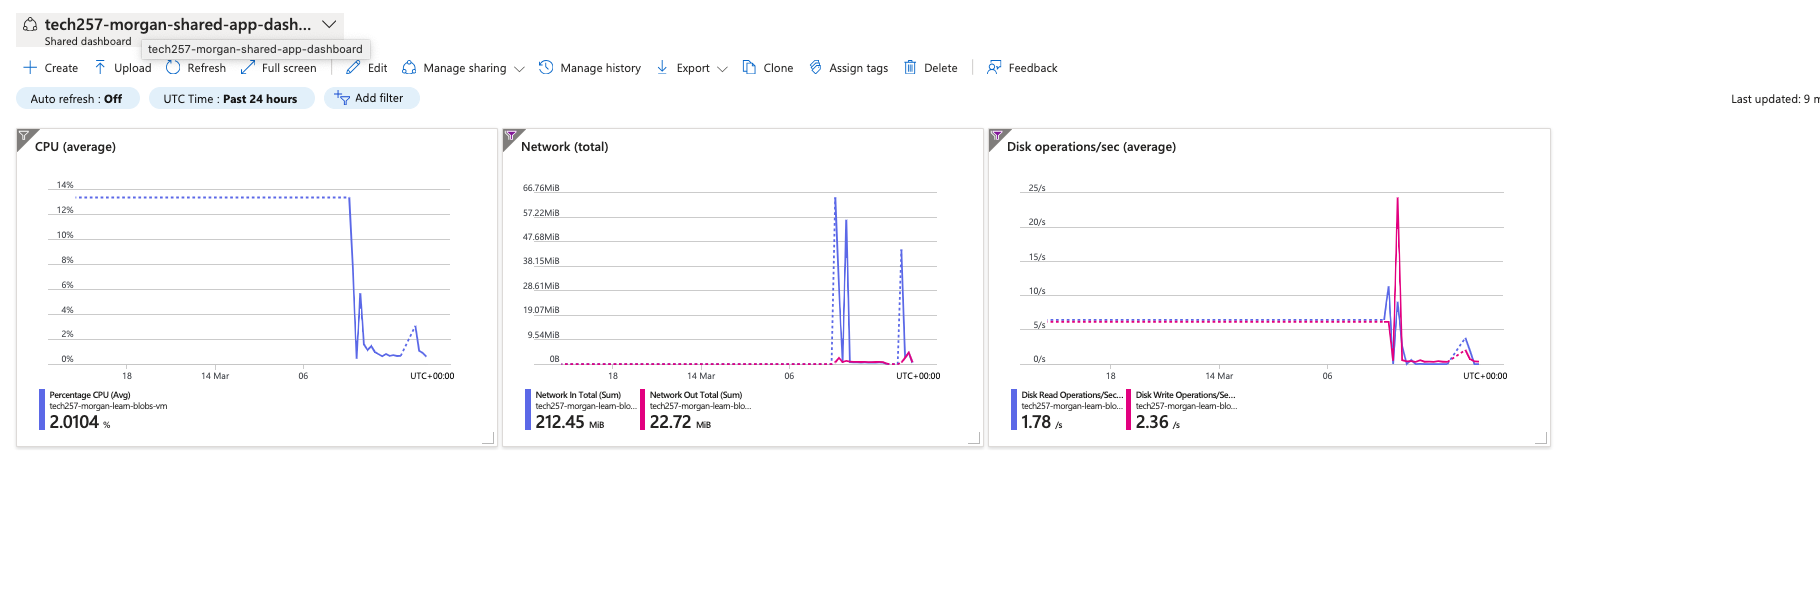 tech257-morgan-shared-app-dash...
Shared dashboard
tech257-morgan-shared-app-dashboard
Create Upload Refresh Full screen Edit Manage sharing Manage history Export Clone Assign tags Delete Feedback
Auto refresh : Off UTC Time : Past 24 hours Add filter
Last updated: 9 m
CPU (average)
14%
12%
10%
8%
6%
4%
2%
0%
18 14 Mar 06 UTC+00:00
Percentage CPU (Avg)
tech257-morgan-learn-blobs-vm
2.0104 %
Network (total)
66.76MiB
57.22MiB
47.68MiB
38.15MiB
28.61MiB
19.07MiB
9.54MiB
0B
18 14 Mar 06 UTC+00:00
Network In Total (Sum) Network Out Total (Sum)
tech257-morgan-learn-blo... tech257-morgan-learn-blo...
212.45 MiB 22.72 MiB
Disk operations/sec (average)
25/s
20/s
15/s
10/s
5/s
0/s
18 14 Mar 06 UTC+00:00
Disk Read Operations/Sec... Disk Write Operations/Se...
tech257-morgan-learn-blo... tech257-morgan-learn-blo...
1.78 /s 2.36 /s